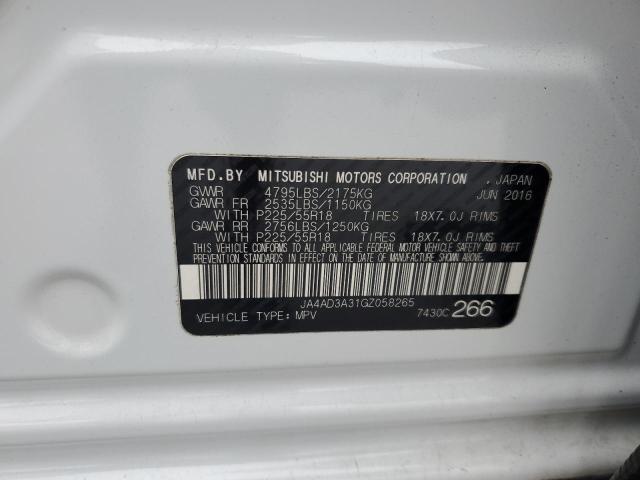 MFD.BY MITSUBISHI MOTORS CORPORATION . JAPAN
GVWR 4795LBS/2175KG JUN 2016
GAWR FR 2535LBS/1150KG
WITH P225/55R18 TIRES 18X7.0J RIMS
GAWR RR 2756LBS/1250KG
WITH P225/55R18 TIRES 18X7.0J RIMS
THIS VEHICLE CONFORMS TO ALL APPLICABLE FEDERAL MOTOR VEHICLE SAFETY AND THEFT
PREVENTION STANDARDS IN EFFECT ON THE DATE OF MANUFACTURE SHOWN ABOVE.
JA4AD3A31GZ058265
VEHICLE TYPE: MPV 7430C 266